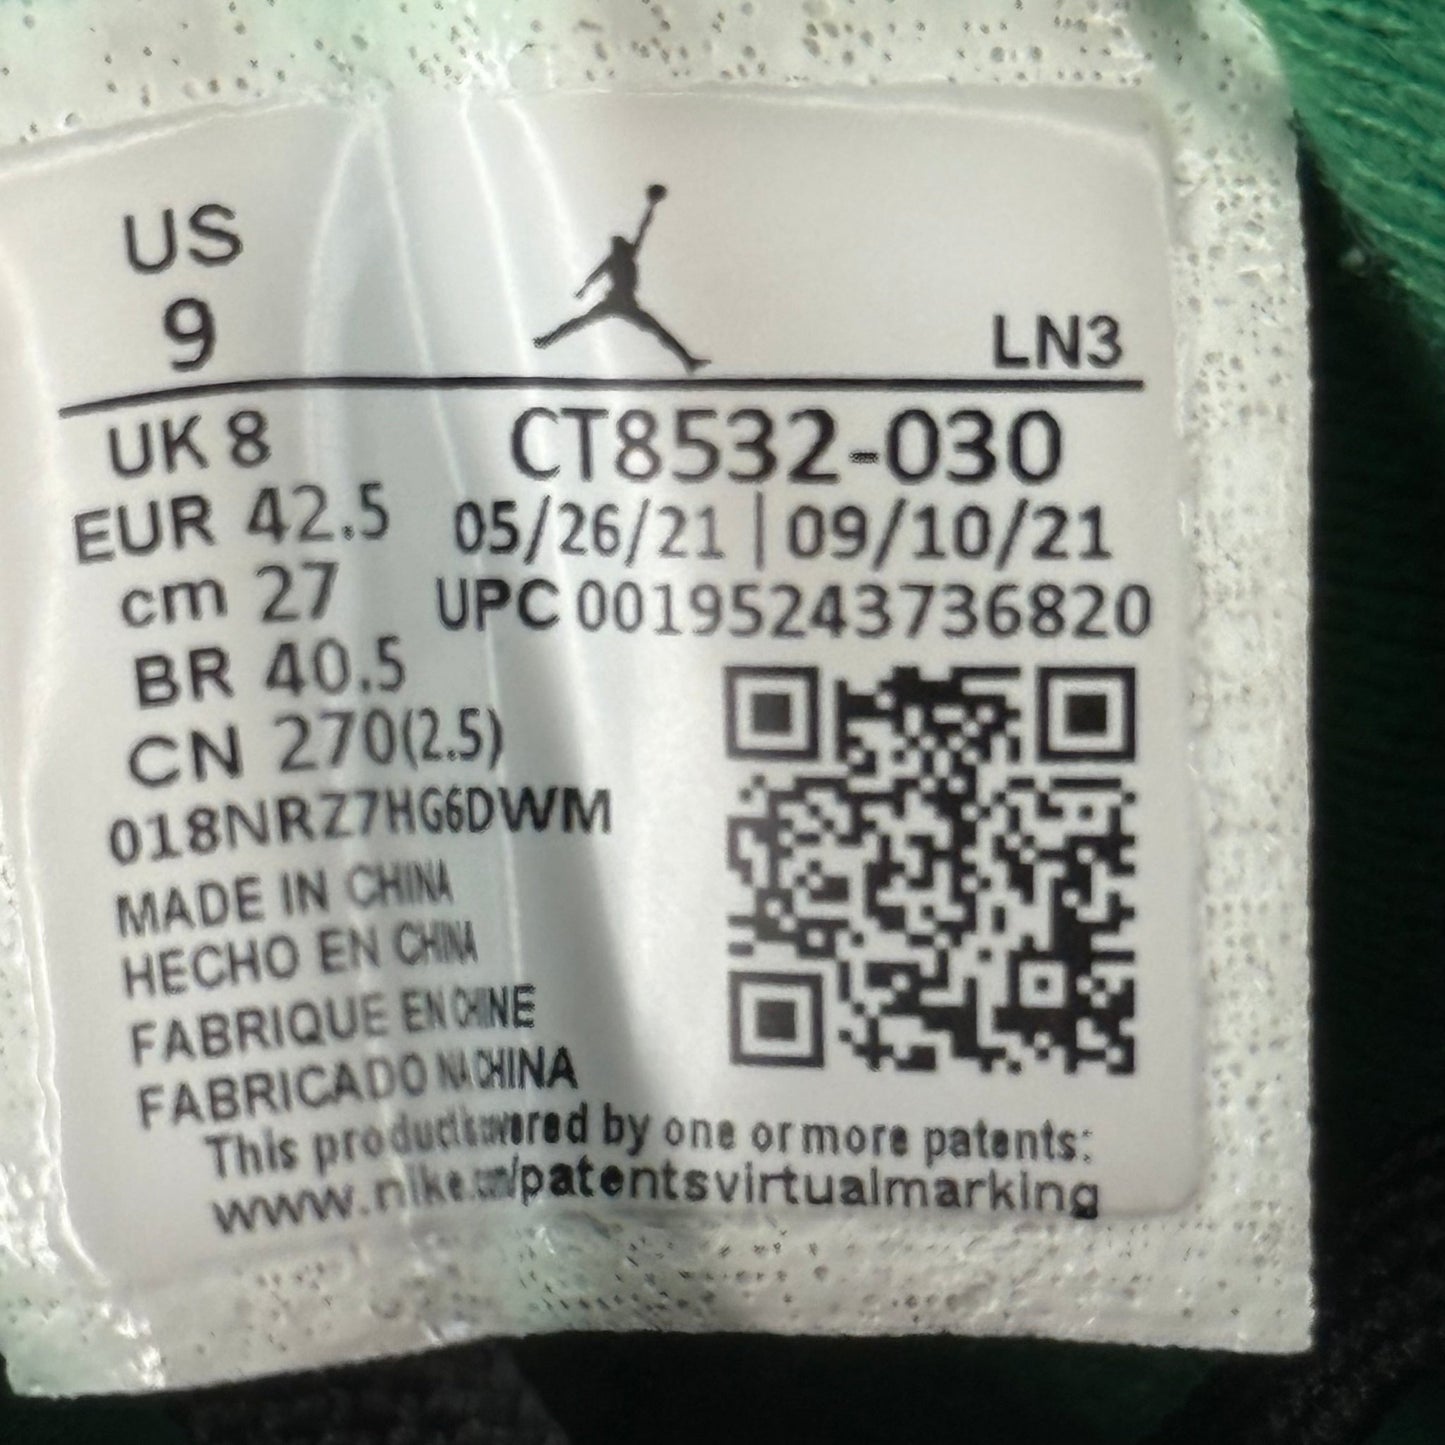 US
9
LN3
UK 8
CT8532-030
EUR 42.5
05/26/21 | 09/10/21
cm 27
UPC 00195243736820
BR 40.5
CN 270(2.5)
018NRZ7HG6DWM
MADE IN CHINA
HECHO EN CHINA
FABRIQUE EN CHINE
FABRICADO NA CHINA
This product is covered by one or more patents:
www.nike.com/patentsvirtualmarking